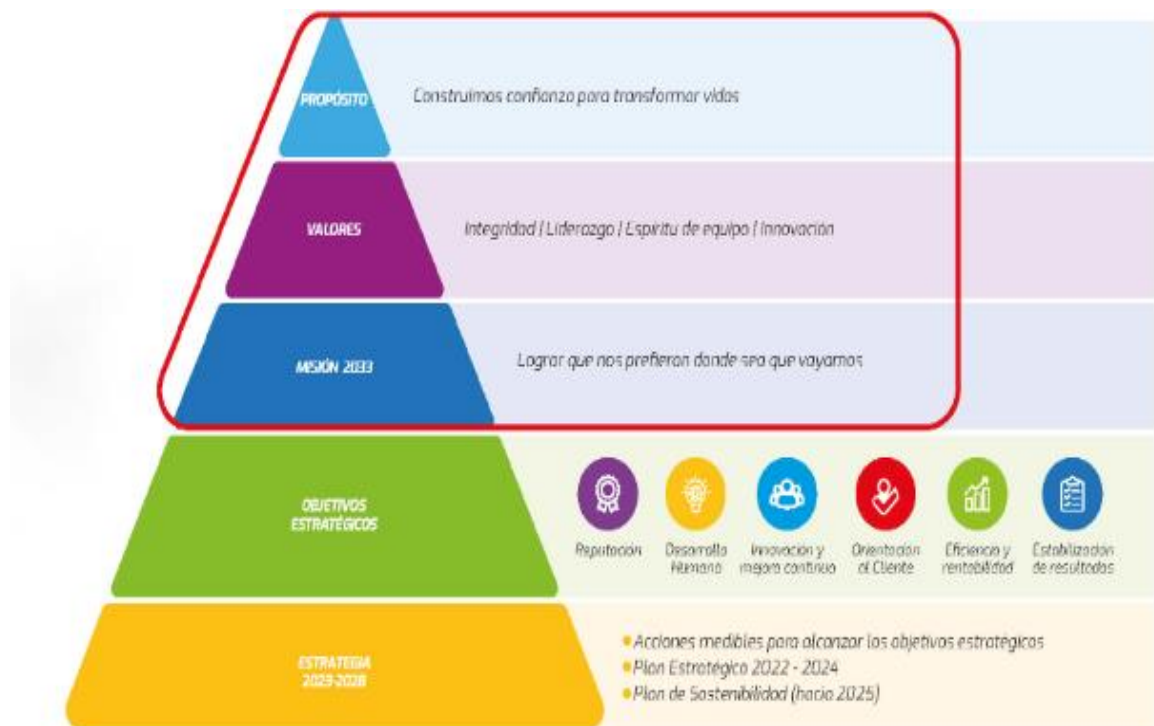 PROPÓSITO
Construimos confianza para transformar vidas
VALORES
Integridad | Liderazgo | Espíritu de equipo | Innovación
MISIÓN 2033
Lograr que nos prefieran donde sea que vayamos
OBJETIVOS
ESTRATÉGICOS
Reputación
Desarrollo
Humano
Innovación y
mejora continua
Orientación
al Cliente
Eficiencia y
rentabilidad
Estabilización
de resultados
ESTRATEGIA
2023-2028
Acciones medibles para alcanzar los objetivos estratégicos
Plan Estratégico 2022 - 2024
Plan de Sostenibilidad (hacia 2025)